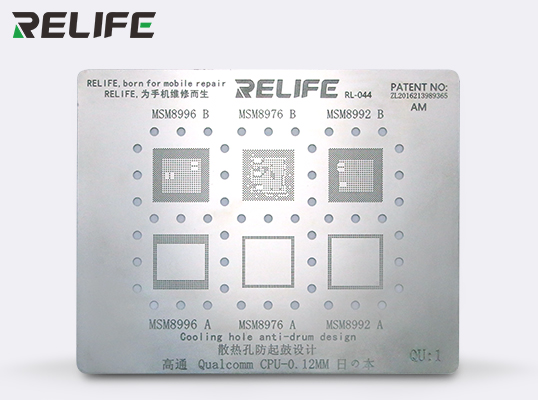 RELIFE
RELIFE, born for mobile repair
RELIFE, 为手机维修而生
RELIFE RL-044
PATENT NO:
ZL2016213989365
AM
MSM8996 B MSM8976 B MSM8992 B
MSM8996 A MSM8976 A MSM8992 A
Cooling hole anti-drum design
散热孔防起鼓设计
高通 Qualcomm CPU-0.12MM 日の本
QU:1